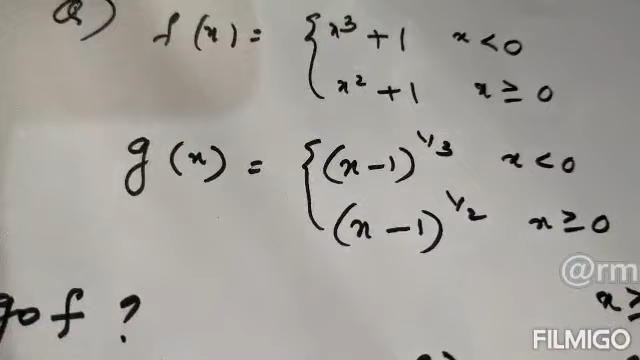 Q) f(x) = { x³ + 1 x < 0
x² + 1 x ≥ 0
g(x) = { (x - 1)^1/3 x < 0
(x - 1)^1/2 x ≥ 0
@rm
gof ? x ≥
FILMIGO